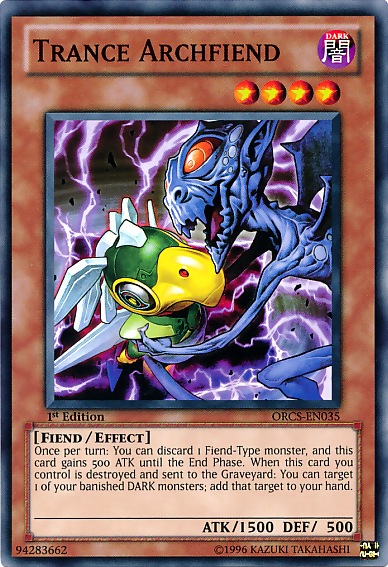 TRANCE ARCHFIEND
DARK
闇
1st Edition
ORCS-EN035
[FIEND / EFFECT]
Once per turn: You can discard 1 Fiend-Type monster, and this
card gains 500 ATK until the End Phase. When this card you
control is destroyed and sent to the Graveyard: You can target
1 of your banished DARK monsters; add that target to your hand.
ATK/1500 DEF/ 500
94283662
©1996 KAZUKI TAKAHASHI